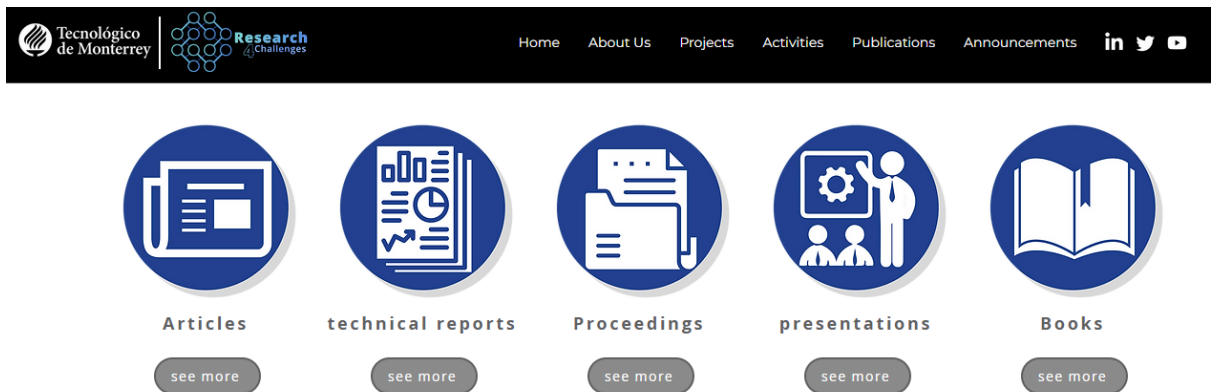 Tecnológico
de Monterrey
Research
4Challenges
Home About Us Projects Activities Publications Announcements in
Articles technical reports Proceedings presentations Books
see more see more see more see more see more